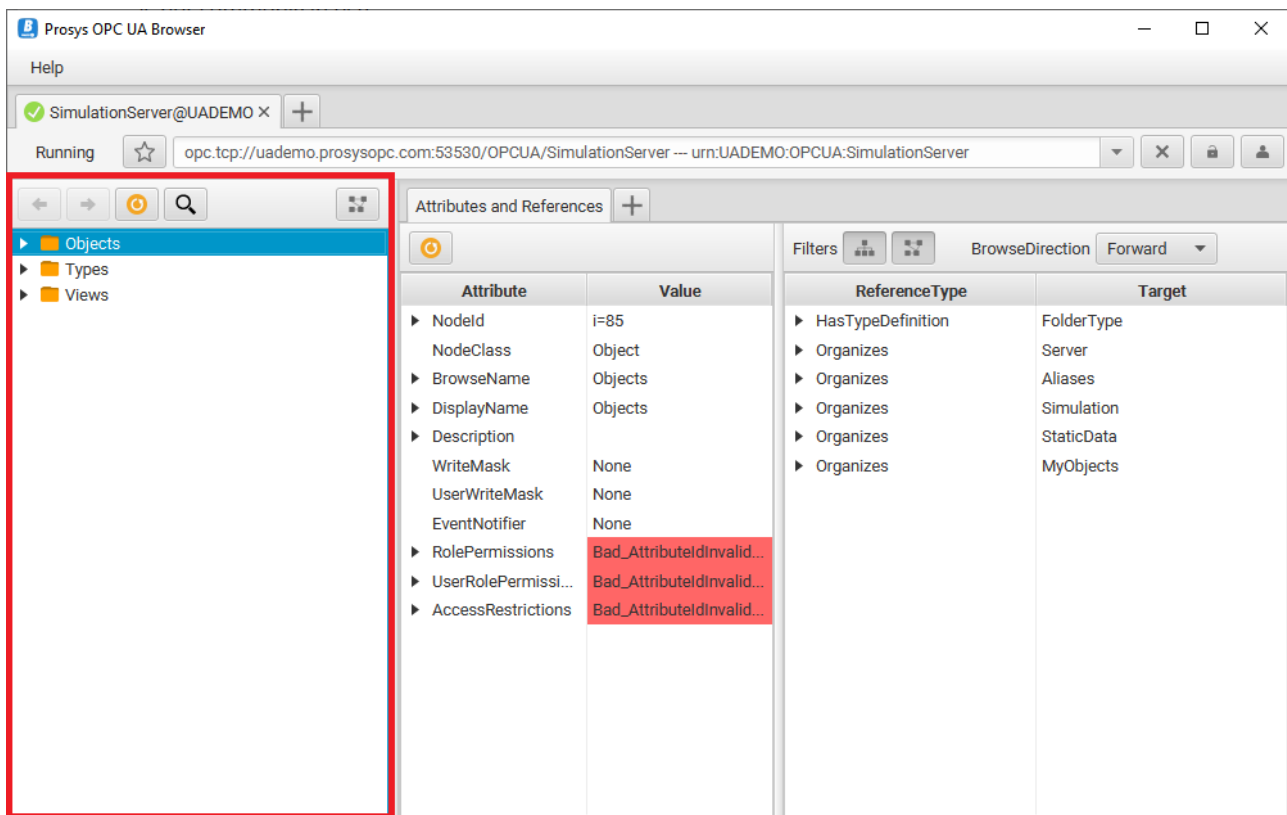 Prosys OPC UA Browser
Help
SimulationServer@UADEMO
Running opc.tcp://uademo.prosysopc.com:53530/OPCUA/SimulationServer --- urn:UADEMO:OPCUA:SimulationServer
Objects
Types
Views
Attributes and References
Filters BrowseDirection Forward
Attribute Value
NodeId i=85
NodeClass Object
BrowseName Objects
DisplayName Objects
Description
WriteMask None
UserWriteMask None
EventNotifier None
RolePermissions Bad_AttributeIdInvalid...
UserRolePermissi... Bad_AttributeIdInvalid...
AccessRestrictions Bad_AttributeIdInvalid...
ReferenceType Target
HasTypeDefinition FolderType
Organizes Server
Organizes Aliases
Organizes Simulation
Organizes StaticData
Organizes MyObjects